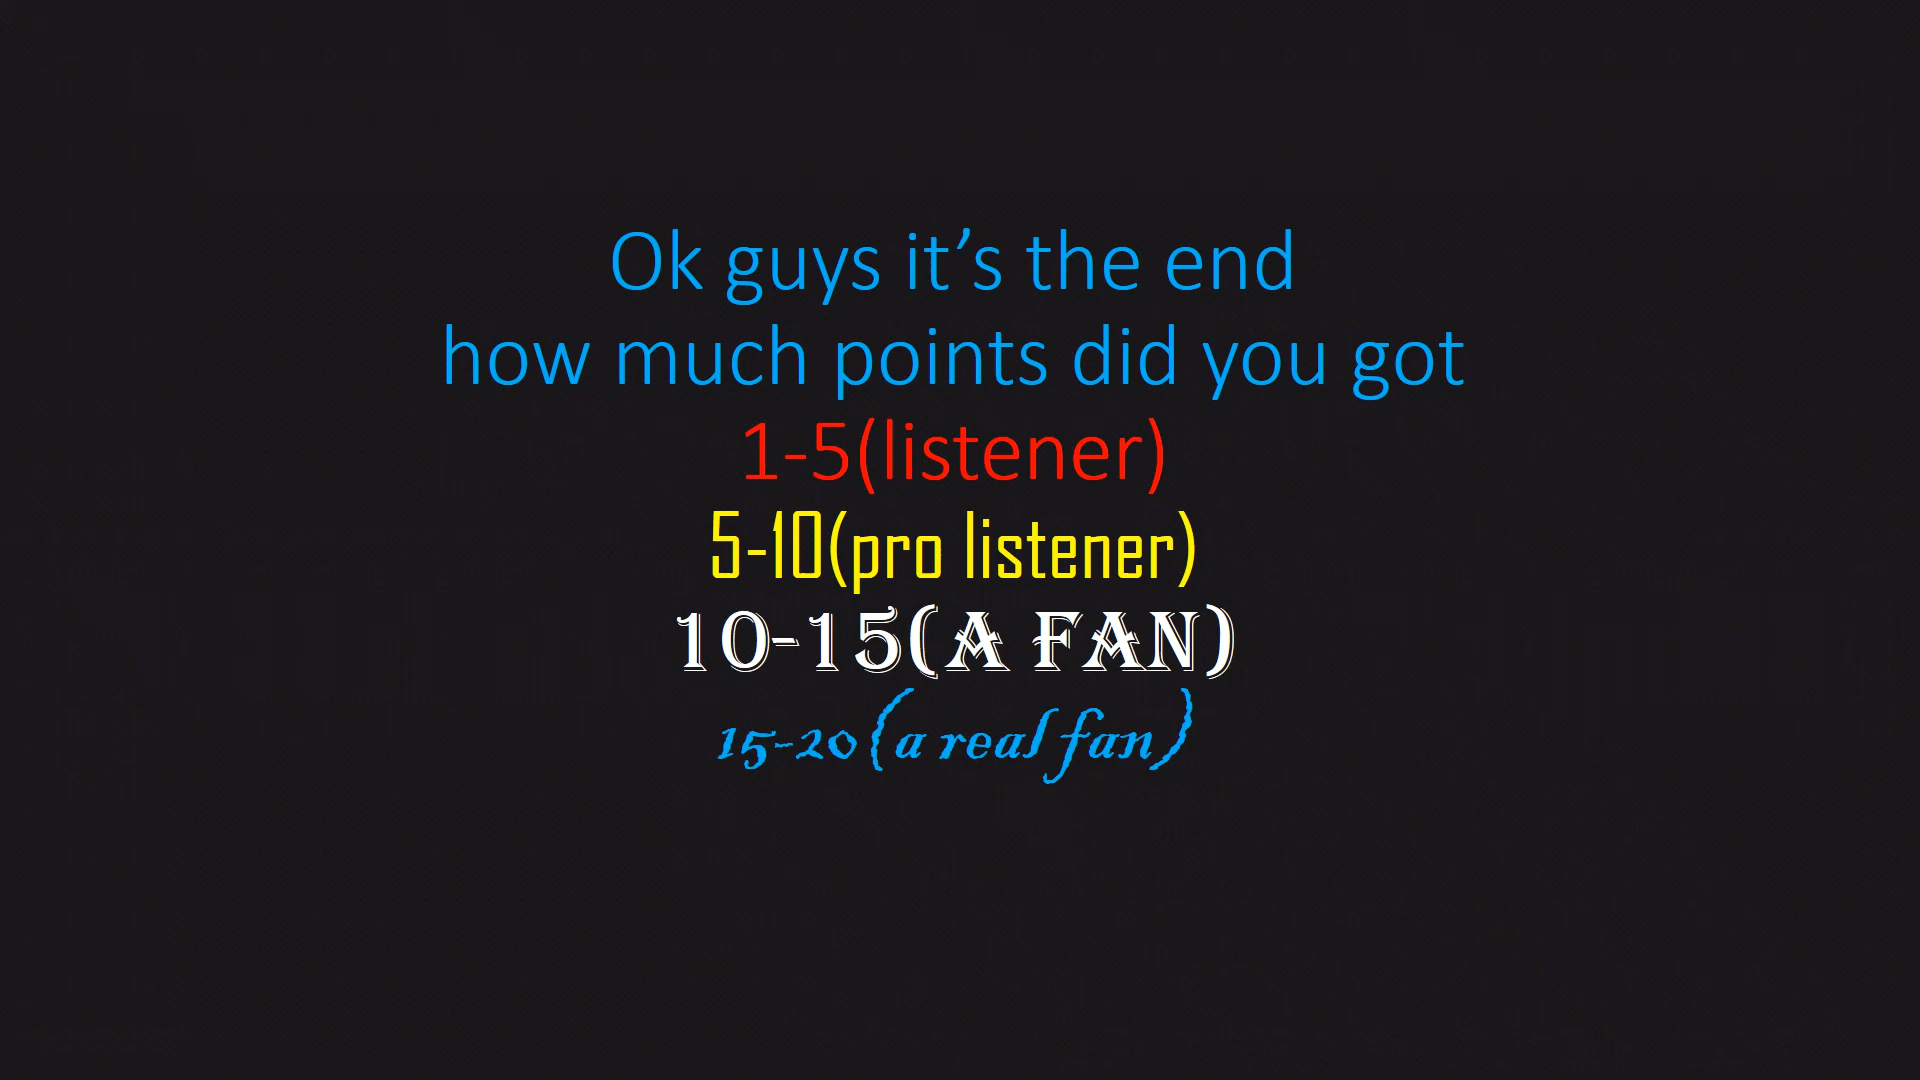 Ok guys it’s the end
how much points did you got
1-5(listener)
5-10(pro listener)
10-15(A FAN)
15-20(a real fan)